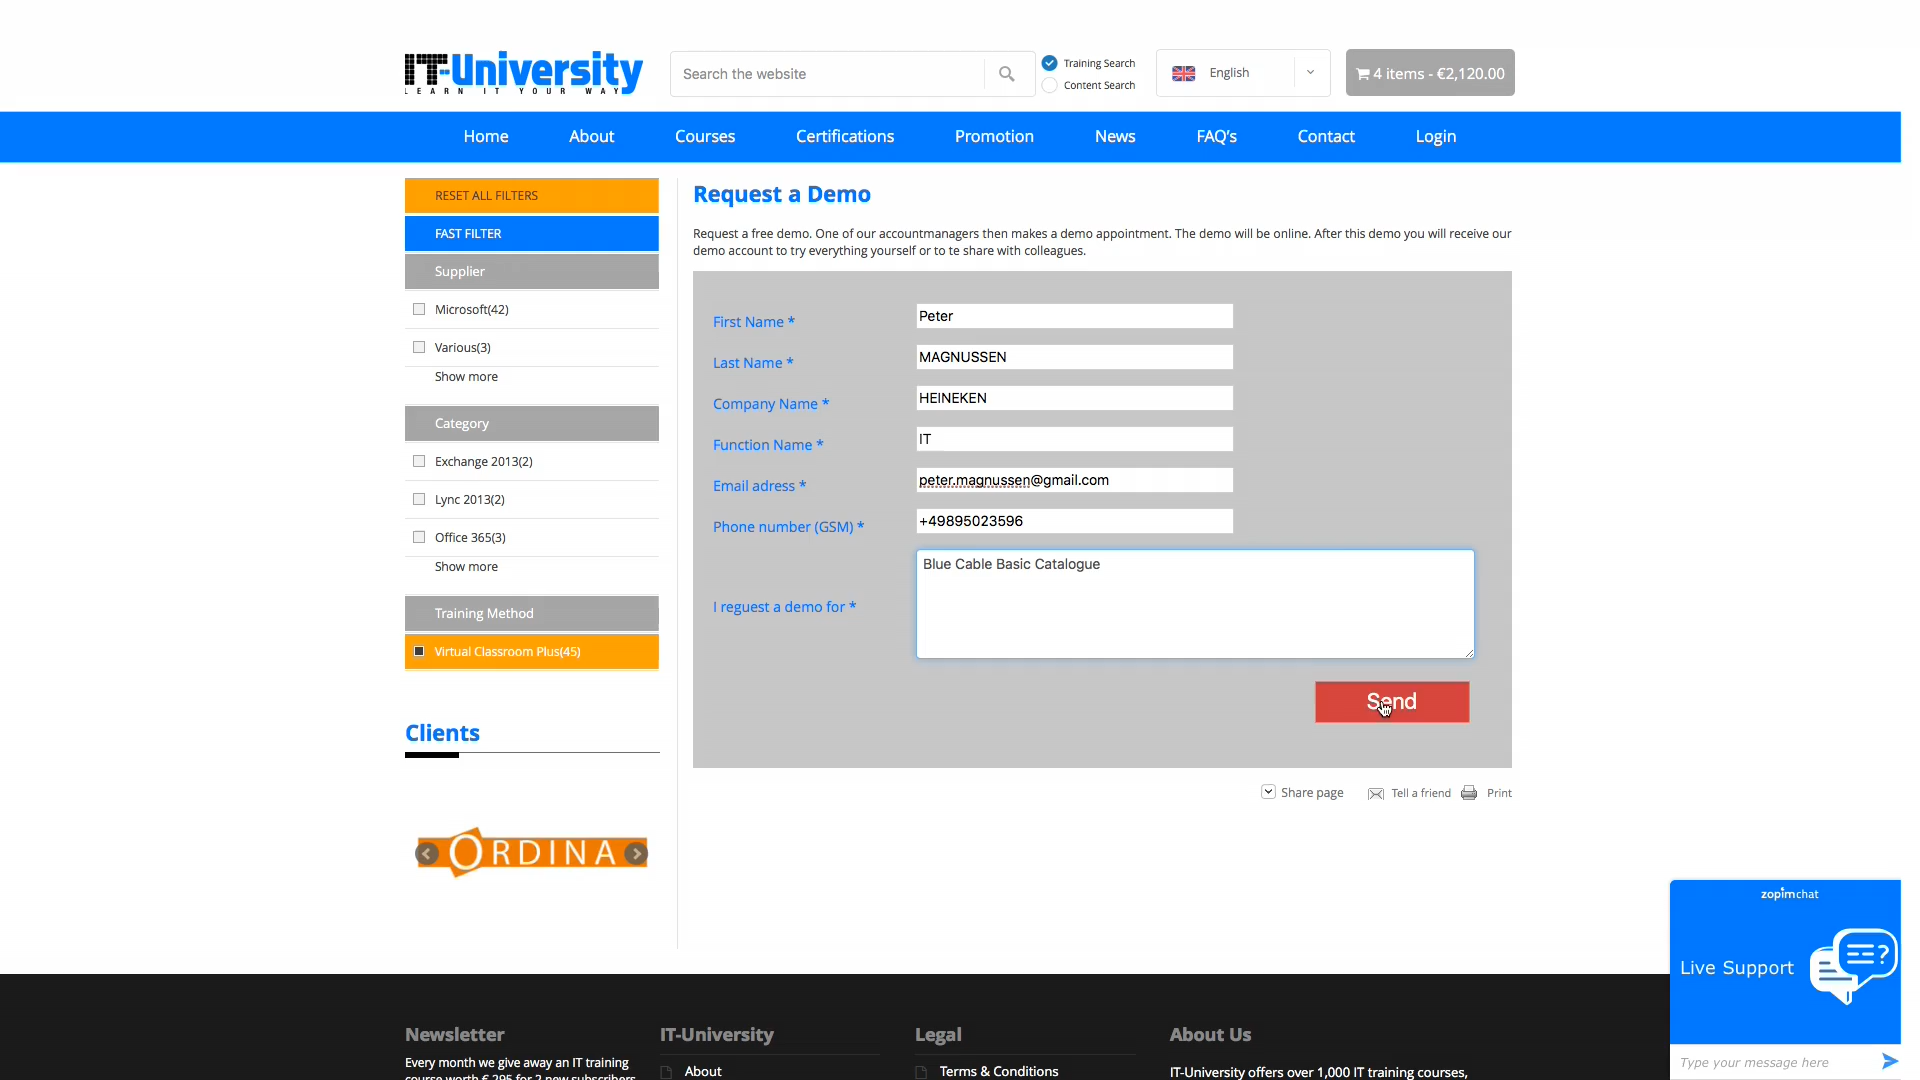 IT-University
LEARN IT YOUR WAY
Search the website
Training Search
Content Search
English
4 items - €2,120.00
Home
About
Courses
Certifications
Promotion
News
FAQ's
Contact
Login
RESET ALL FILTERS
FAST FILTER
Supplier
Microsoft(42)
Various(3)
Show more
Category
Exchange 2013(2)
Lync 2013(2)
Office 365(3)
Show more
Training Method
Virtual Classroom Plus(45)
Clients
ORDINA
Request a Demo
Request a free demo. One of our accountmanagers then makes a demo appointment. The demo will be online. After this demo you will receive our
demo account to try everything yourself or to te share with colleagues.
First Name *
Peter
Last Name *
MAGNUSSEN
Company Name *
HEINEKEN
Function Name *
IT
Email adress *
peter.magnussen@gmail.com
Phone number (GSM) *
+49895023596
I reguest a demo for *
Blue Cable Basic Catalogue
Send
Share page
Tell a friend
Print
zopimchat
Live Support
Type your message here
Newsletter
Every month we give away an IT training
course worth € 295 for 2 new subscribers
IT-University
About
Legal
Terms & Conditions
About Us
IT-University offers over 1,000 IT training courses,